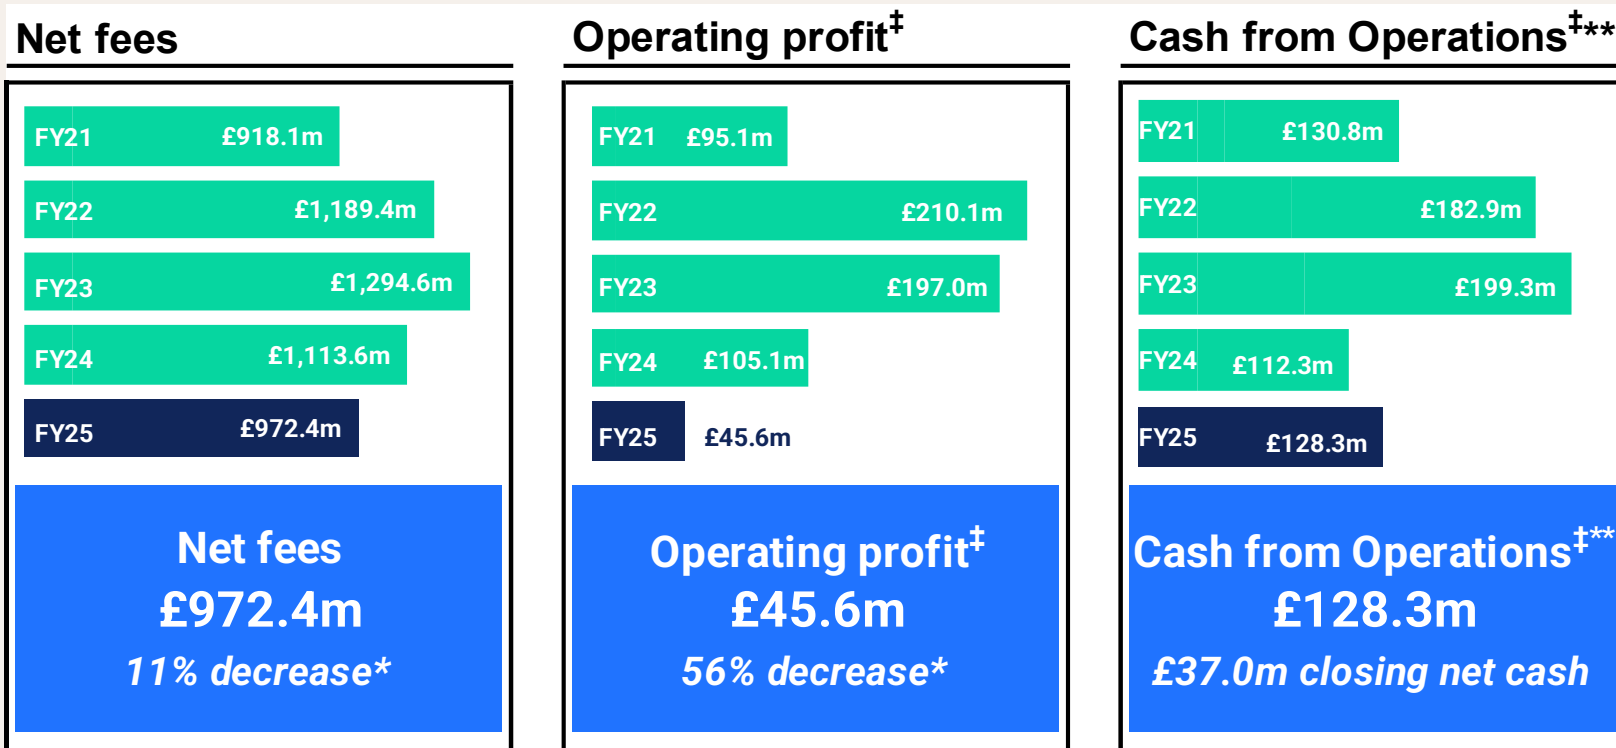 Net fees
FY21 £918.1m
FY22 £1,189.4m
FY23 £1,294.6m
FY24 £1,113.6m
FY25 £972.4m
Net fees
£972.4m
11% decrease*
Operating profit‡
FY21 £95.1m
FY22 £210.1m
FY23 £197.0m
FY24 £105.1m
FY25 £45.6m
Operating profit‡
£45.6m
56% decrease*
Cash from Operations‡**
FY21 £130.8m
FY22 £182.9m
FY23 £199.3m
FY24 £112.3m
FY25 £128.3m
Cash from Operations‡**
£128.3m
£37.0m closing net cash